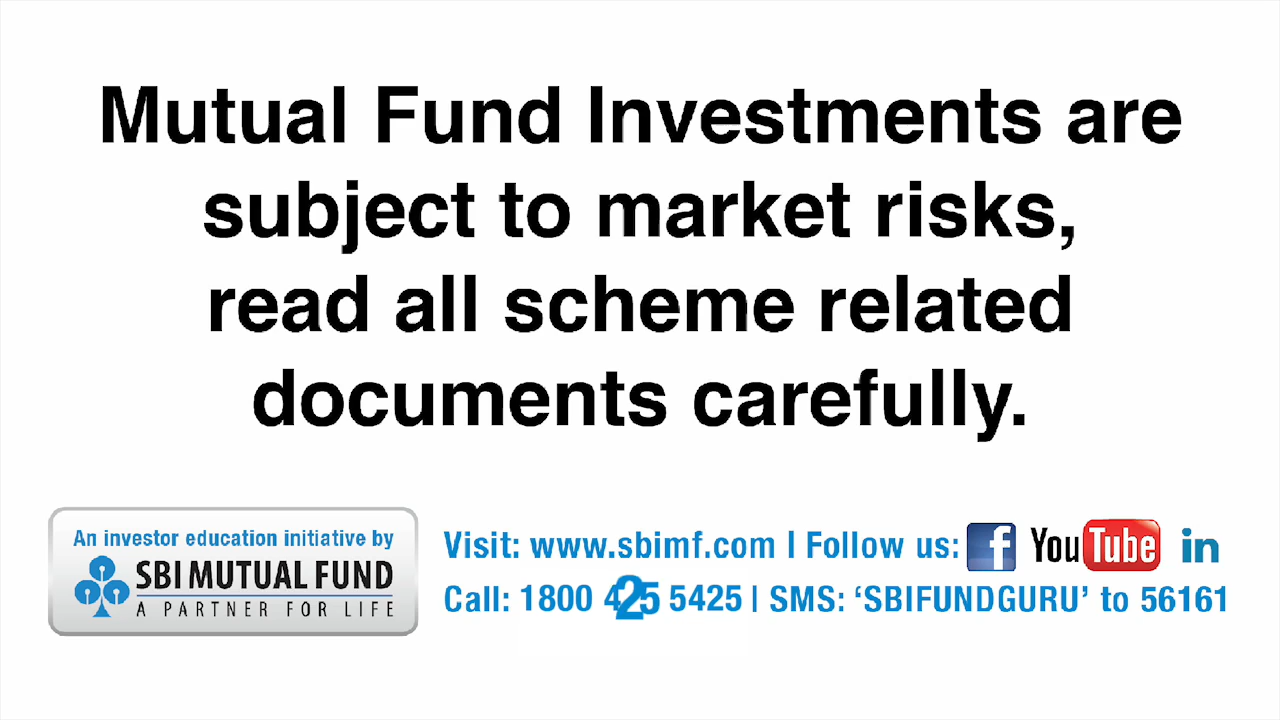 Mutual Fund Investments are
subject to market risks,
read all scheme related
documents carefully.
An investor education initiative by
SBI MUTUAL FUND
A PARTNER FOR LIFE
Visit: www.sbimf.com | Follow us: f YouTube in
Call: 1800 425 5425 | SMS: ‘SBIFUNDGURU’ to 56161